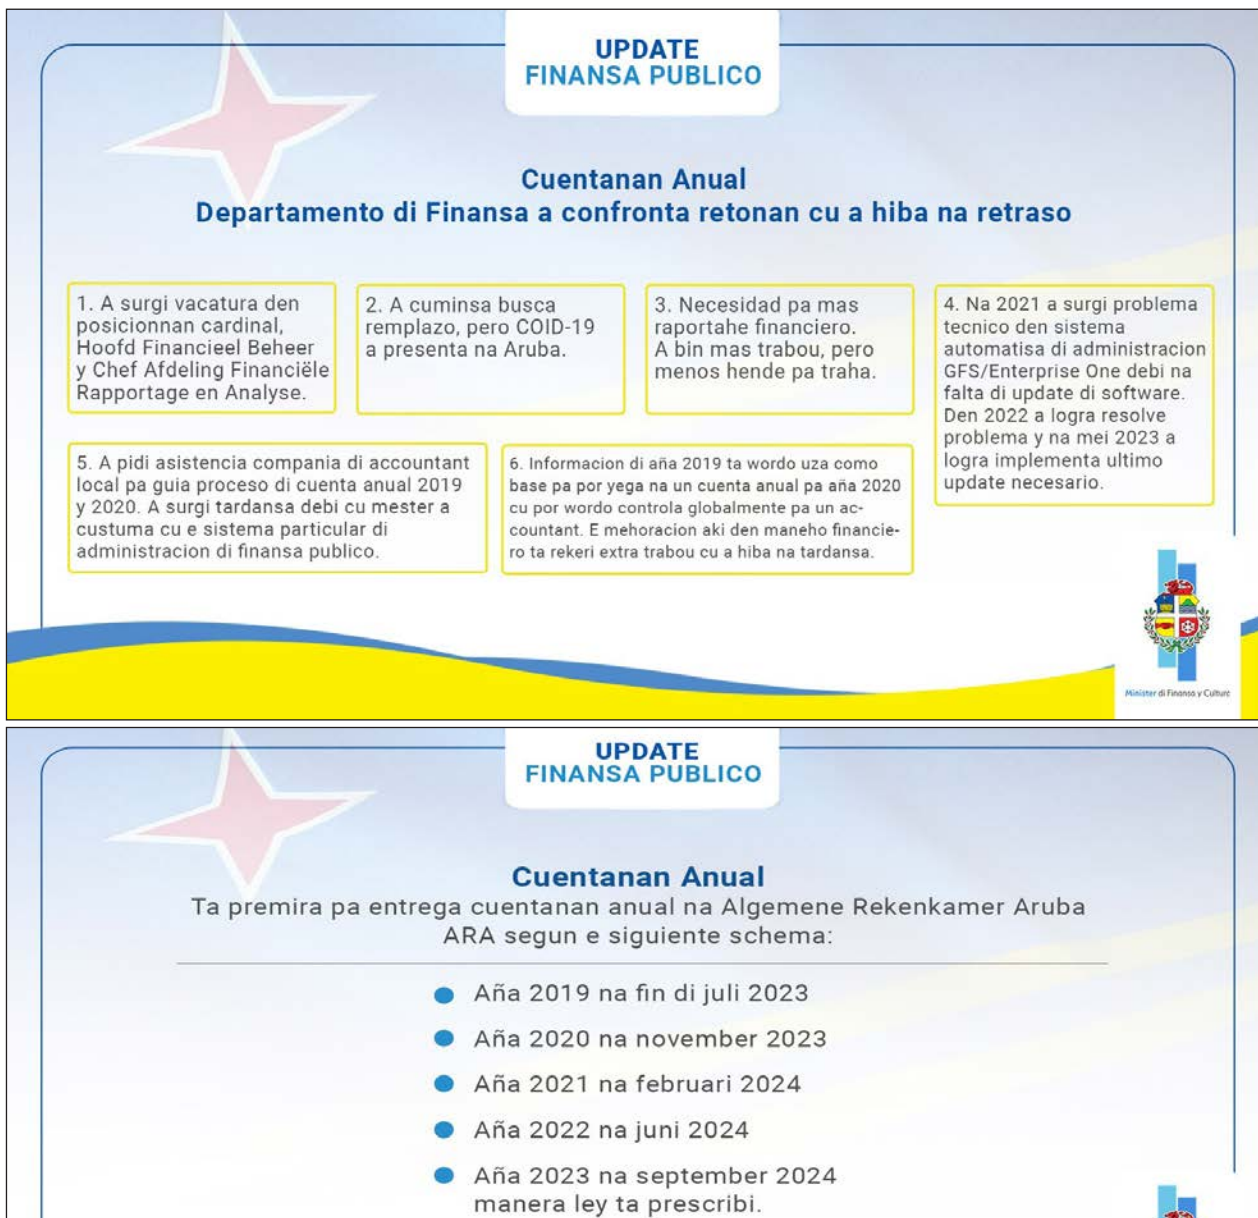 UPDATE
FINANSA PUBLICO
Cuentanan Anual
Departamento di Finansa a confronta retonan cu a hiba na retraso
1. A surgi vacatura den
posicionnan cardinal,
Hoofd Financieel Beheer
y Chef Afdeling Financiële
Rapportage en Analyse.
2. A cuminsa busca
remplazo, pero COID-19
a presenta na Aruba.
3. Necesidad pa mas
raportahe financiero.
A bin mas trabou, pero
menos hende pa traha.
4. Na 2021 a surgi problema
tecnico den sistema
automatisa di administracion
GFS/Enterprise One debi na
falta di update di software.
Den 2022 a logra resolve
problema y na mei 2023 a
logra implementa ultimo
update necesario.
5. A pidi asistencia compania di accountant
local pa guia proceso di cuenta anual 2019
y 2020. A surgi tardansa debi cu mester a
custuma cu e sistema particular di
administracion di finansa publico.
6. Informacion di aña 2019 ta wordo uza como
base pa por yega na un cuenta anual pa aña 2020
cu por wordo controla globalmente pa un ac-
countant. E mehoracion aki den maneho financie-
ro ta rekeri extra trabou cu a hiba na tardansa.
Minister di Finansa y Cultura
UPDATE
FINANSA PUBLICO
Cuentanan Anual
Ta premira pa entrega cuentanan anual na Algemene Rekenkamer Aruba
ARA segun e siguiente schema:
Aña 2019 na fin di juli 2023
Aña 2020 na november 2023
Aña 2021 na februari 2024
Aña 2022 na juni 2024
Aña 2023 na september 2024
manera ley ta prescribi.